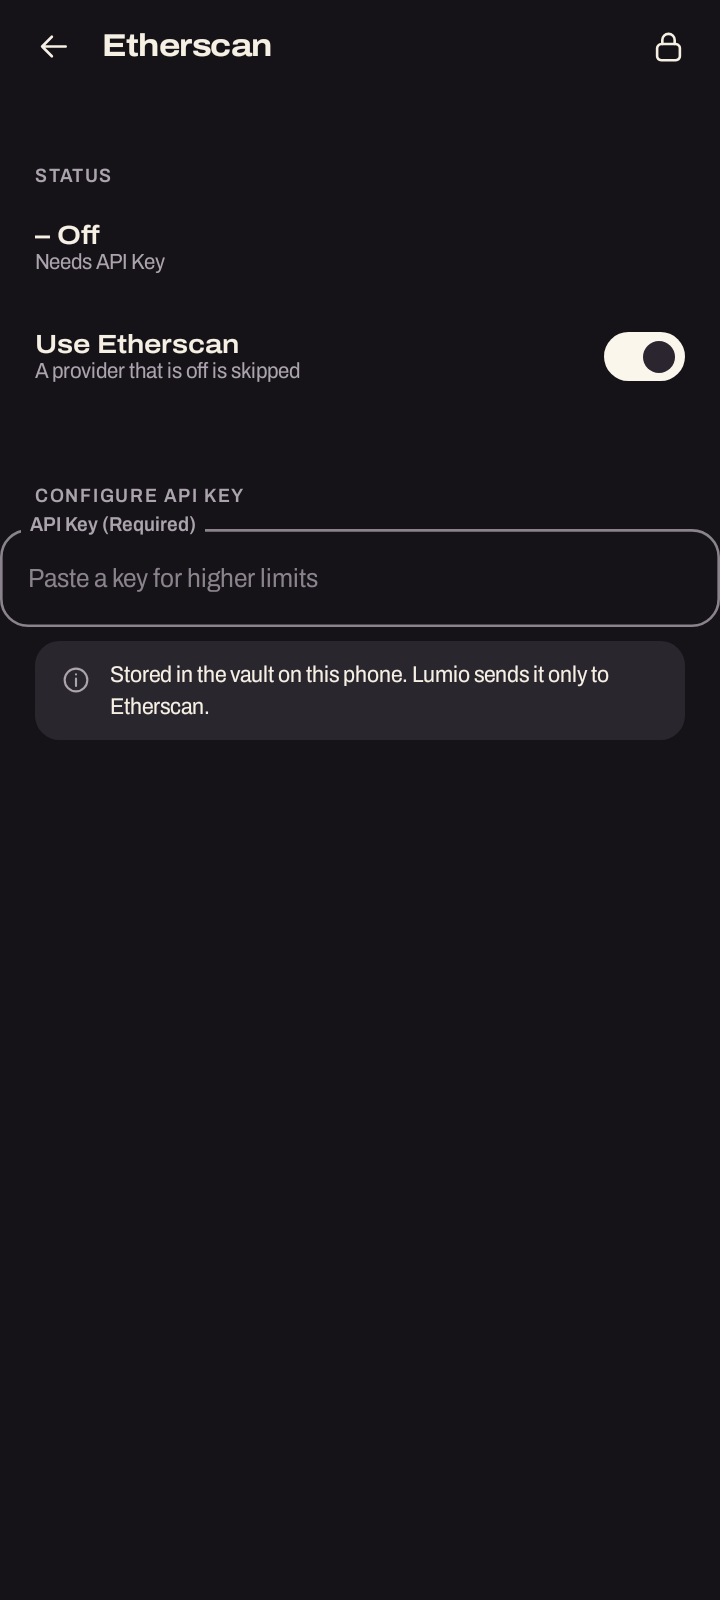 Etherscan
STATUS
– Off
Needs API Key
Use Etherscan
A provider that is off is skipped
CONFIGURE API KEY
API Key (Required)
Paste a key for higher limits
Stored in the vault on this phone. Lumio sends it only to
Etherscan.